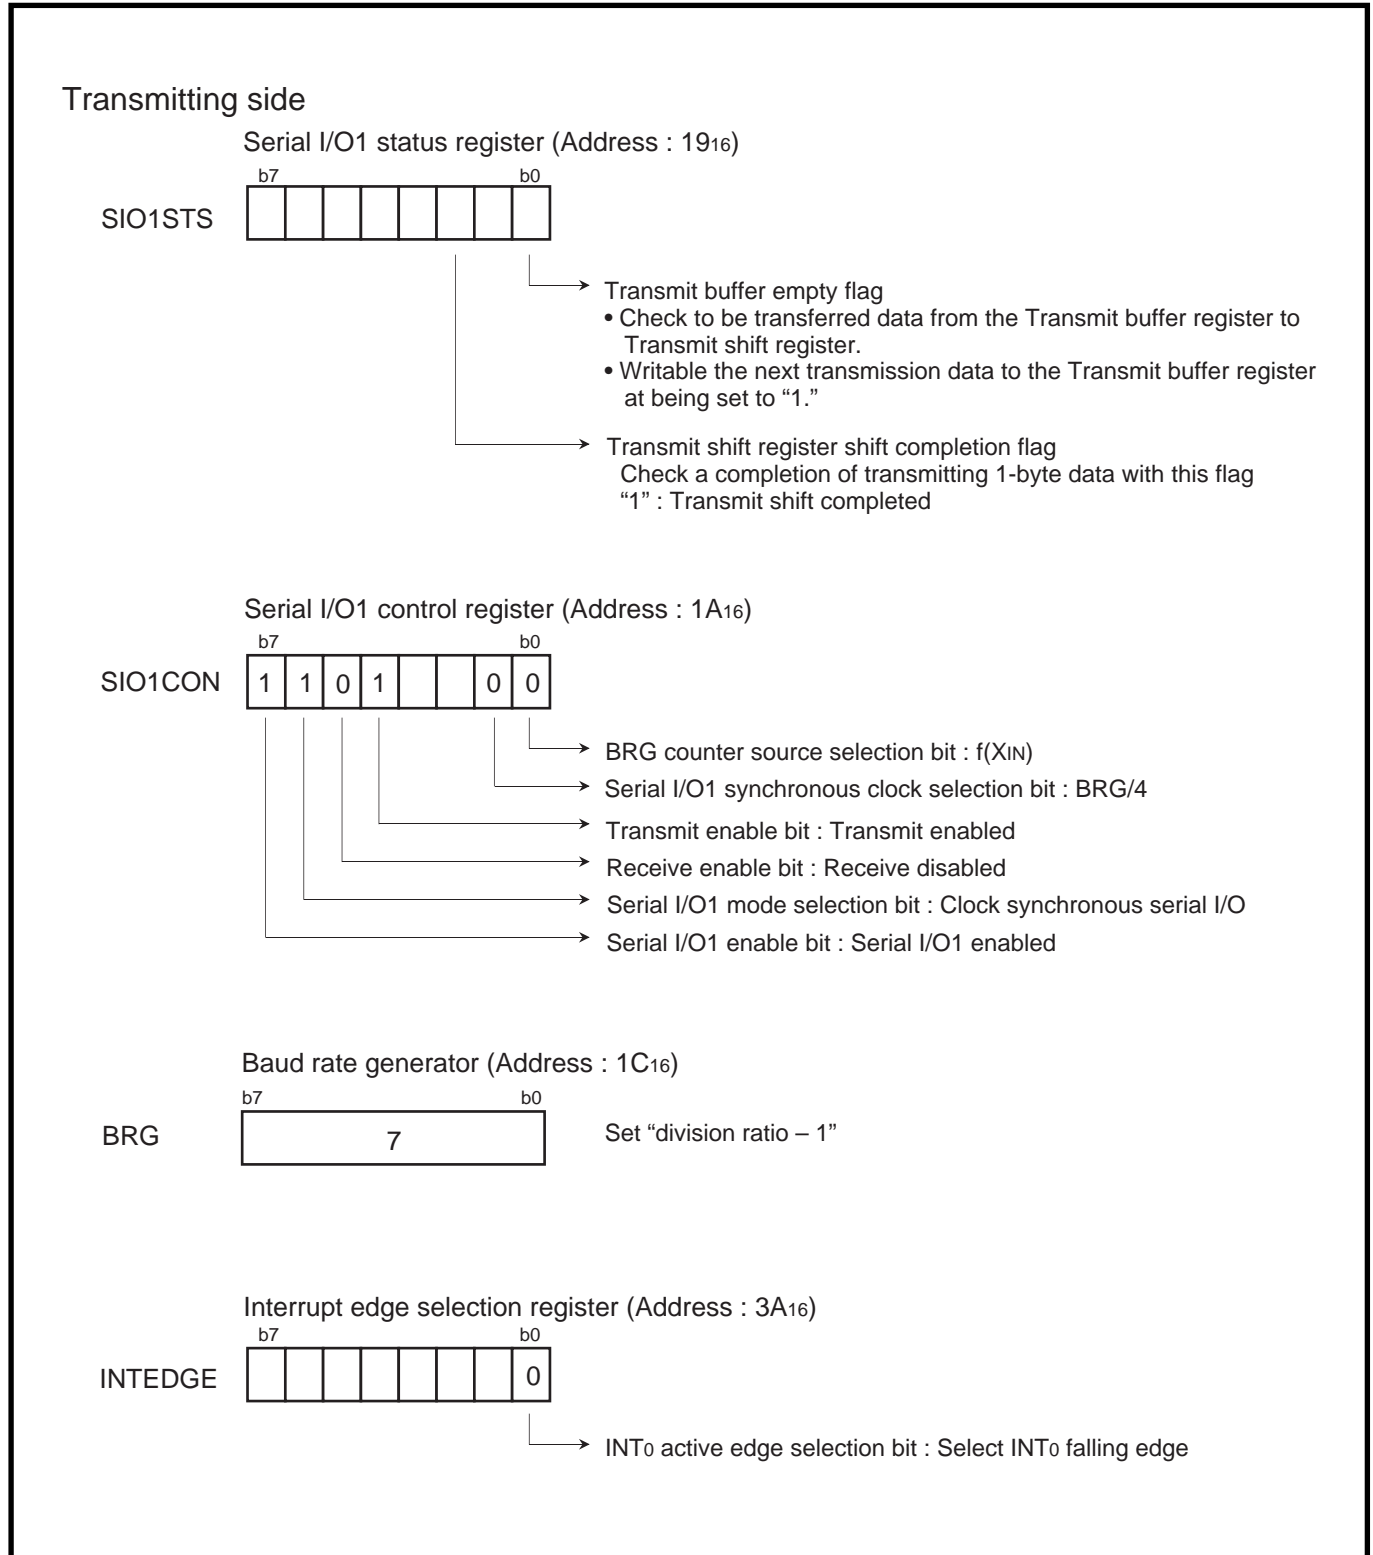 Transmitting side
Serial I/O1 status register (Address : 1916)
b7 b0
SIO1STS
Transmit buffer empty flag
• Check to be transferred data from the Transmit buffer register to
Transmit shift register.
• Writable the next transmission data to the Transmit buffer register
at being set to “1.”
Transmit shift register shift completion flag
Check a completion of transmitting 1-byte data with this flag
“1” : Transmit shift completed
Serial I/O1 control register (Address : 1A16)
b7 b0
SIO1CON 1 1 0 1 0 0
BRG counter source selection bit : f(XIN)
Serial I/O1 synchronous clock selection bit : BRG/4
Transmit enable bit : Transmit enabled
Receive enable bit : Receive disabled
Serial I/O1 mode selection bit : Clock synchronous serial I/O
Serial I/O1 enable bit : Serial I/O1 enabled
Baud rate generator (Address : 1C16)
b7 b0
BRG 7 Set “division ratio – 1”
Interrupt edge selection register (Address : 3A16)
b7 b0
INTEDGE 0
INT0 active edge selection bit : Select INT0 falling edge